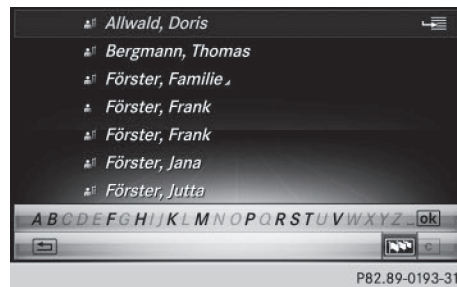 Allwald, Doris
Bergmann, Thomas
Förster, Familie
Förster, Frank
Förster, Frank
Förster, Jana
Förster, Jutta
A B C D E F G H I J K L M N O P Q R S T U V W X Y Z _ ok
c
P82.89-0193-31